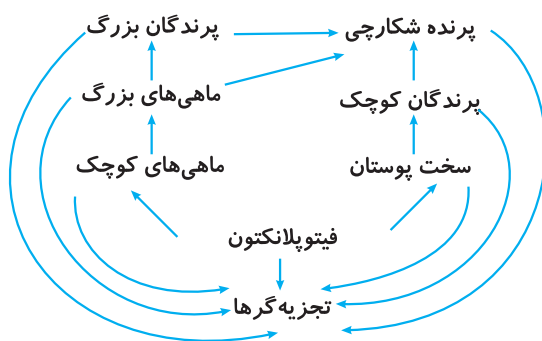 پرنده شکارچی
پرندگان بزرگ
پرندگان کوچک
ماهی‌های بزرگ
سخت پوستان
ماهی‌های کوچک
فیتوپلانکتون
تجزیه‌گرها